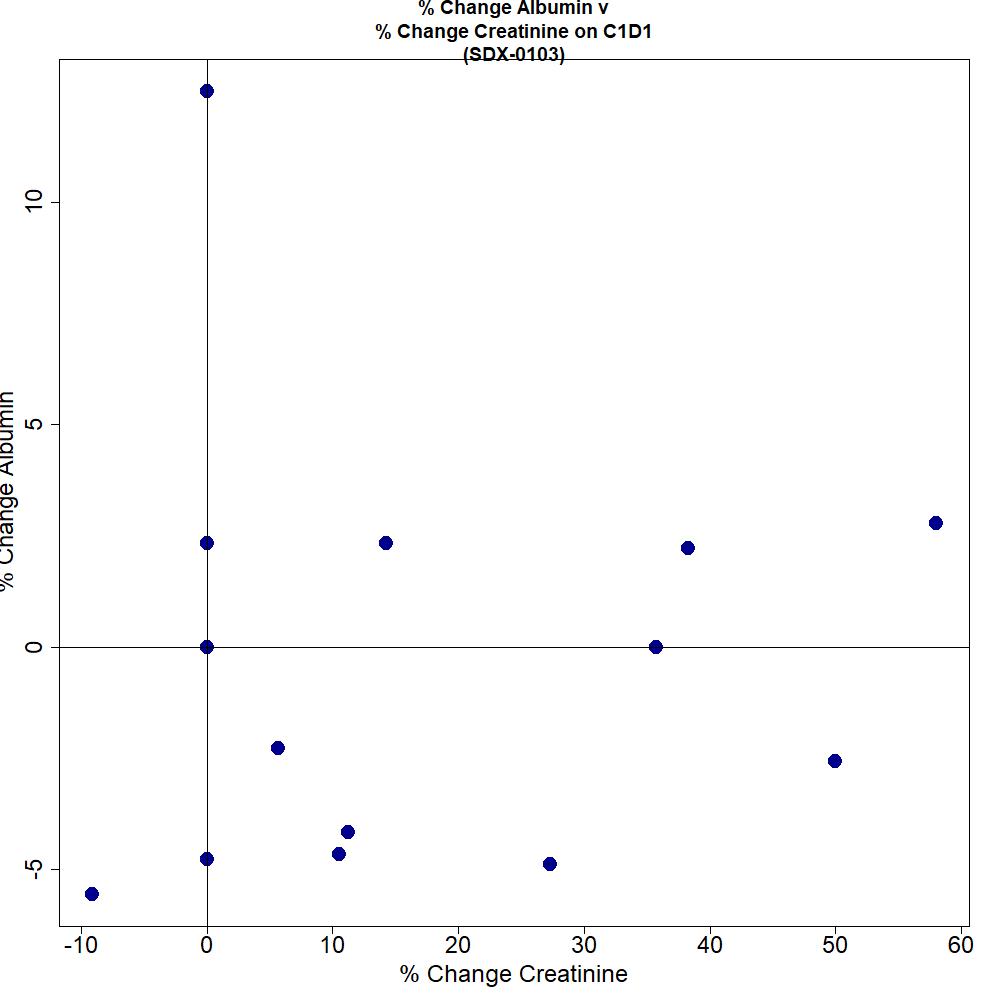 % Change Albumin v
% Change Creatinine on C1D1
(SDX-0103)
% Change Albumin
10
5
0
-5
-10 0 10 20 30 40 50 60
% Change Creatinine